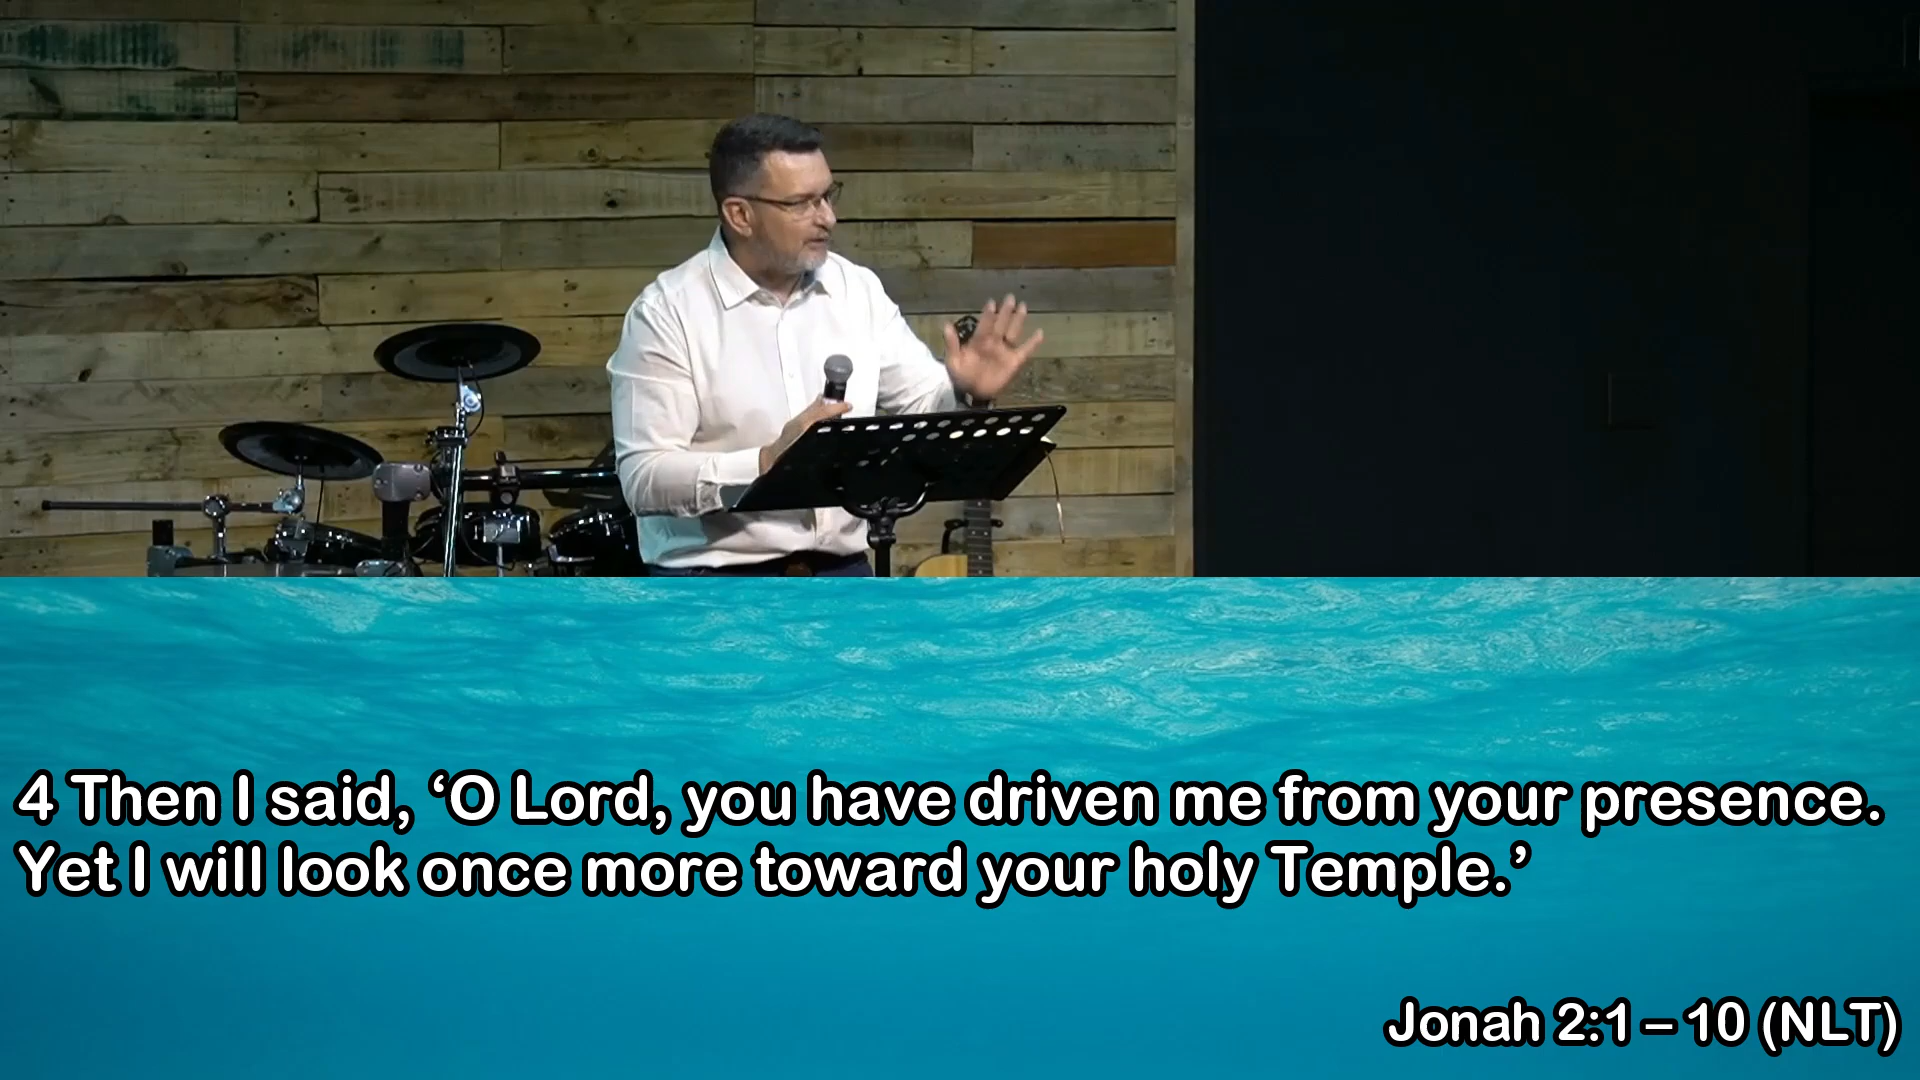 4 Then I said, ‘O Lord, you have driven me from your presence.
Yet I will look once more toward your holy Temple.’
Jonah 2:1 – 10 (NLT)